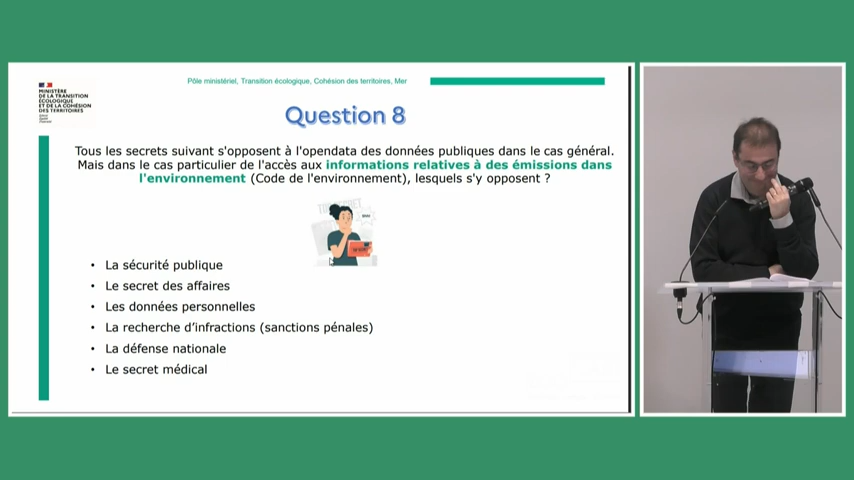 Pôle ministériel, Transition écologique, Cohésion des territoires, Mer
MINISTÈRE
DE LA TRANSITION
ÉCOLOGIQUE
ET DE LA COHÉSION
DES TERRITOIRES
Question 8
Tous les secrets suivant s'opposent à l'opendata des données publiques dans le cas général.
Mais dans le cas particulier de l'accès aux informations relatives à des émissions dans
l'environnement (Code de l'environnement), lesquels s'y opposent ?
• La sécurité publique
• Le secret des affaires
• Les données personnelles
• La recherche d'infractions (sanctions pénales)
• La défense nationale
• Le secret médical